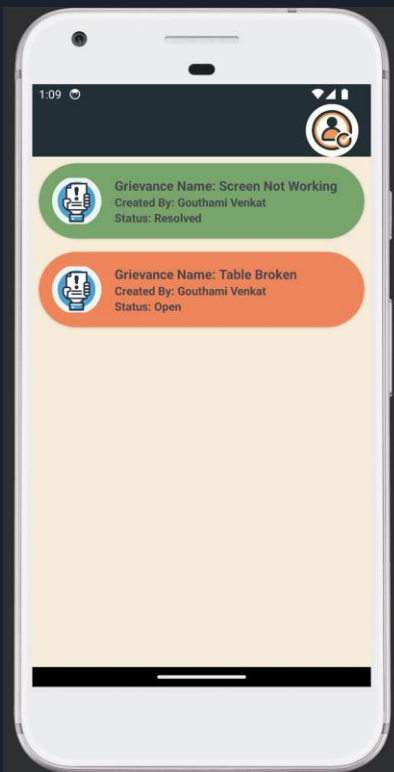 1:09
Grievance Name: Screen Not Working
Created By: Gouthami Venkat
Status: Resolved
Grievance Name: Table Broken
Created By: Gouthami Venkat
Status: Open